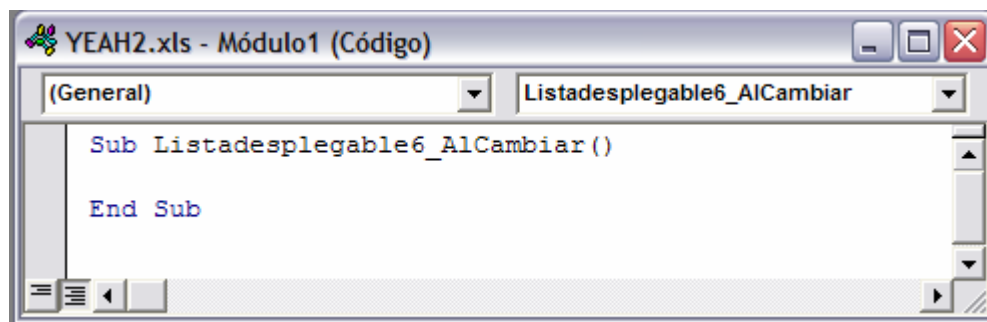 YEAH2.xls - Módulo1 (Código)
(General)
Listadesplegable6_AlCambiar
Sub Listadesplegable6_AlCambiar()
End Sub